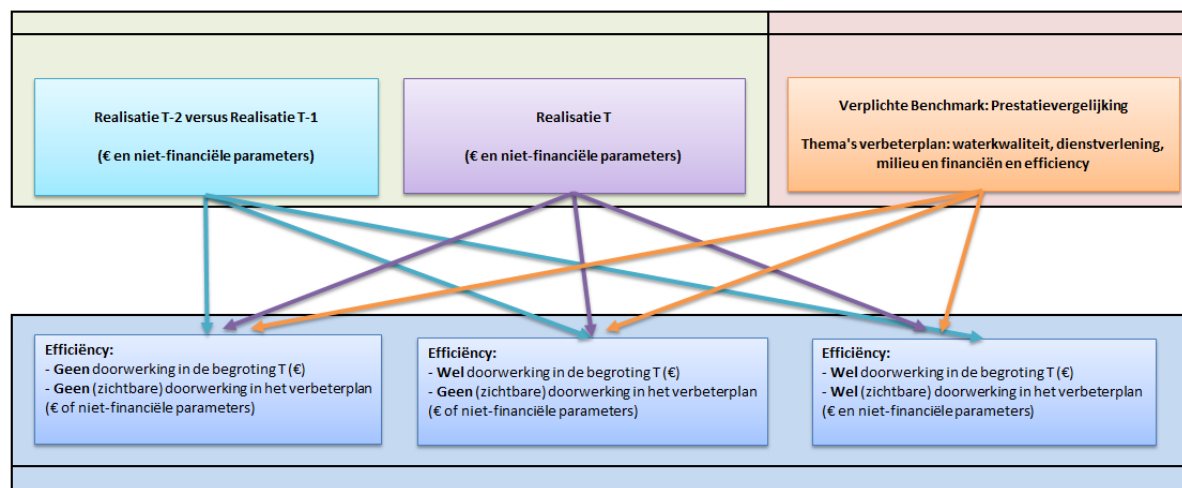 Realisatie T-2 versus Realisatie T-1
(€ en niet-financiële parameters)
Realisatie T
(€ en niet-financiële parameters)
Verplichte Benchmark: Prestatievergelijking
Thema's verbeterplan: waterkwaliteit, dienstverlening,
milieu en financiën en efficiency
Efficiëncy:
- Geen doorwerking in de begroting T (€)
- Geen (zichtbare) doorwerking in het verbeterplan
(€ of niet-financiële parameters)
Efficiëncy:
- Wel doorwerking in de begroting T (€)
- Geen (zichtbare) doorwerking in het verbeterplan
(€ of niet-financiële parameters)
Efficiëncy:
- Wel doorwerking in de begroting T (€)
- Wel (zichtbare) doorwerking in het verbeterplan
(€ en niet-financiële parameters)